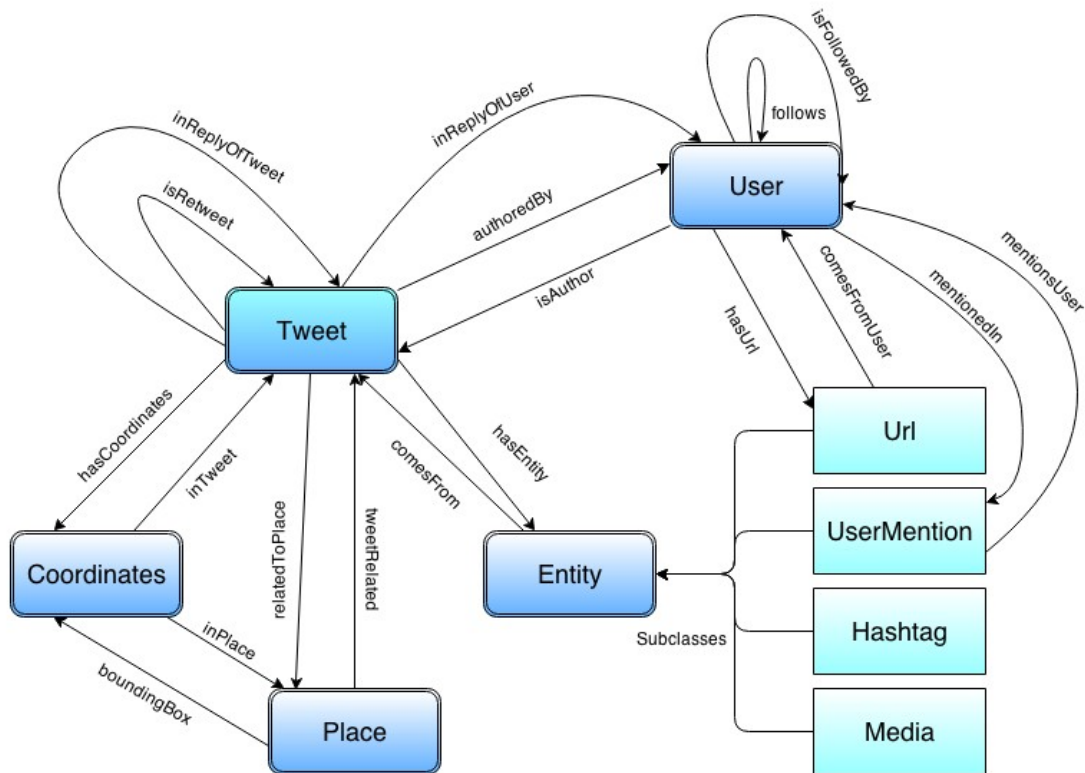 isFollowedBy
follows
inReplyOfUser
inReplyOfTweet
isRetweet
User
authoredBy
isAuthor
mentionsUser
comesFromUser
mentionedIn
hasUrl
Tweet
hasCoordinates
inTweet
hasEntity
comesFrom
Url
relatedToPlace
tweetRelated
UserMention
Coordinates
Entity
Hashtag
Subclasses
inPlace
boundingBox
Place
Media